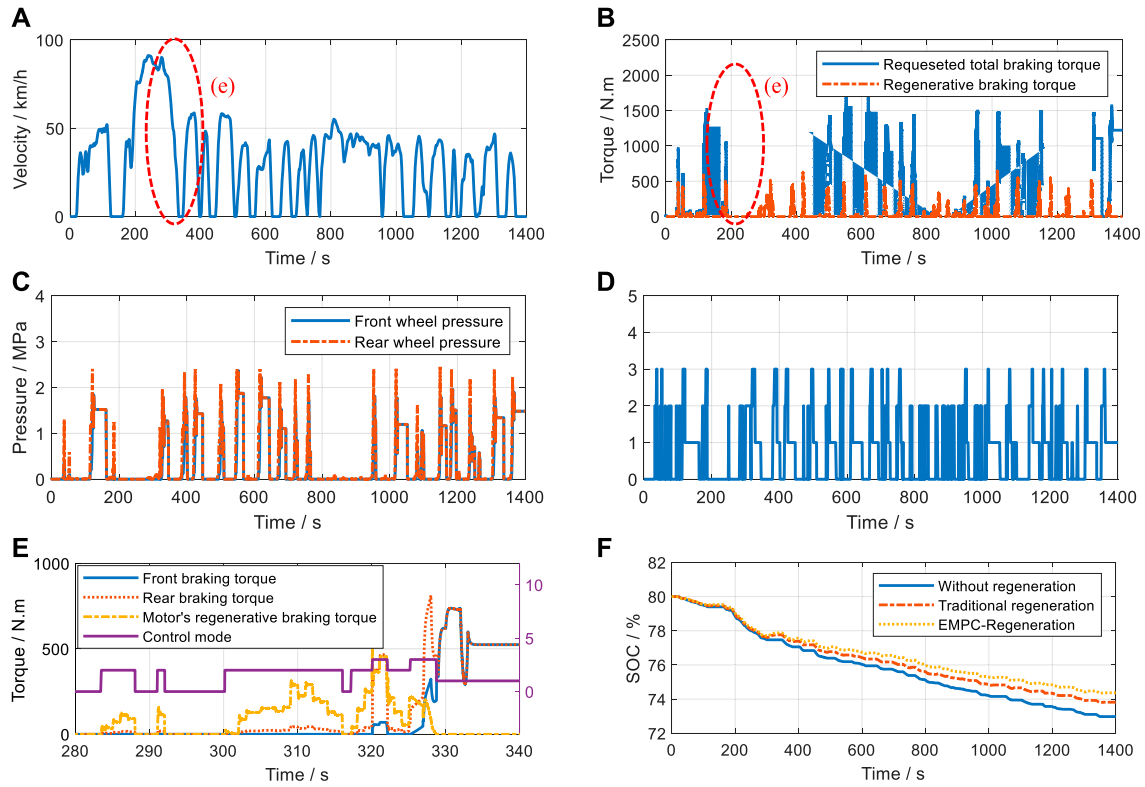 A
Velocity / km/h
100
50
0
(e)
0 200 400 600 800 1000 1200 1400
Time / s
B
Torque / N.m
2500
2000
1500
1000
500
0
Requeseted total braking torque
Regenerative braking torque
(e)
0 200 400 600 800 1000 1200 1400
Time / s
C
Pressure / MPa
4
3
2
1
0
Front wheel pressure
Rear wheel pressure
0 200 400 600 800 1000 1200 1400
Time / s
D
5
4
3
2
1
0
0 200 400 600 800 1000 1200 1400
Time / s
E
Torque / N.m
1000
500
0
Front braking torque
Rear braking torque
Motor's regenerative braking torque
Control mode
10
5
0
280 290 300 310 320 330 340
Time / s
F
SOC / %
82
80
78
76
74
72
Without regeneration
Traditional regeneration
EMPC-Regeneration
0 200 400 600 800 1000 1200 1400
Time / s